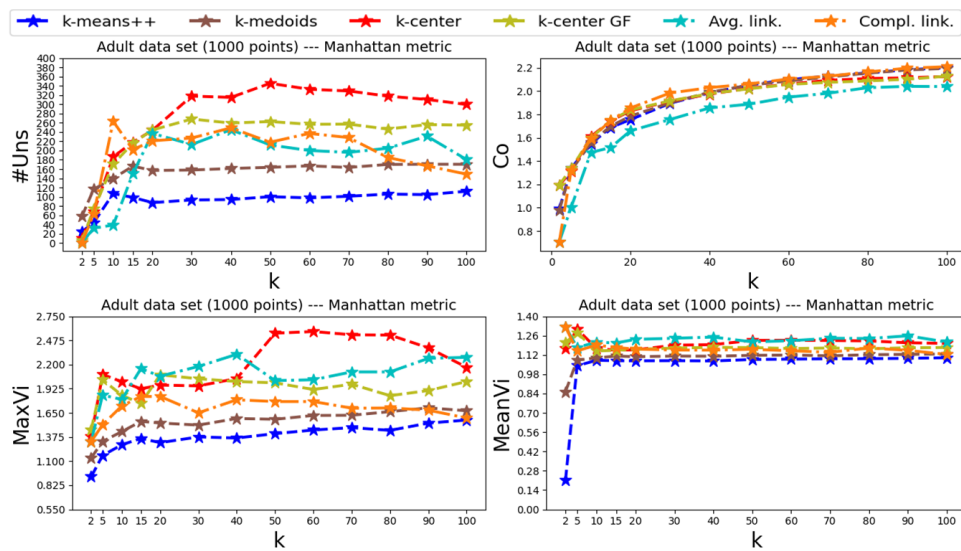 k-means++ k-medoids k-center k-center GF Avg. link. Compl. link.
Adult data set (1000 points) --- Manhattan metric
#Uns
400
380
360
340
320
300
280
260
240
220
200
180
160
140
120
100
80
60
40
20
0
2 5 10 15 20 30 40 50 60 70 80 90 100
k
Adult data set (1000 points) --- Manhattan metric
Co
2.2
2.0
1.8
1.6
1.4
1.2
1.0
0.8
0 20 40 60 80 100
k
Adult data set (1000 points) --- Manhattan metric
MaxVi
2.750
2.475
2.200
1.925
1.650
1.375
1.100
0.825
0.550
2 5 10 15 20 30 40 50 60 70 80 90 100
k
Adult data set (1000 points) --- Manhattan metric
MeanVi
1.40
1.26
1.12
0.98
0.84
0.70
0.56
0.42
0.28
0.14
0.00
2 5 10 15 20 30 40 50 60 70 80 90 100
k